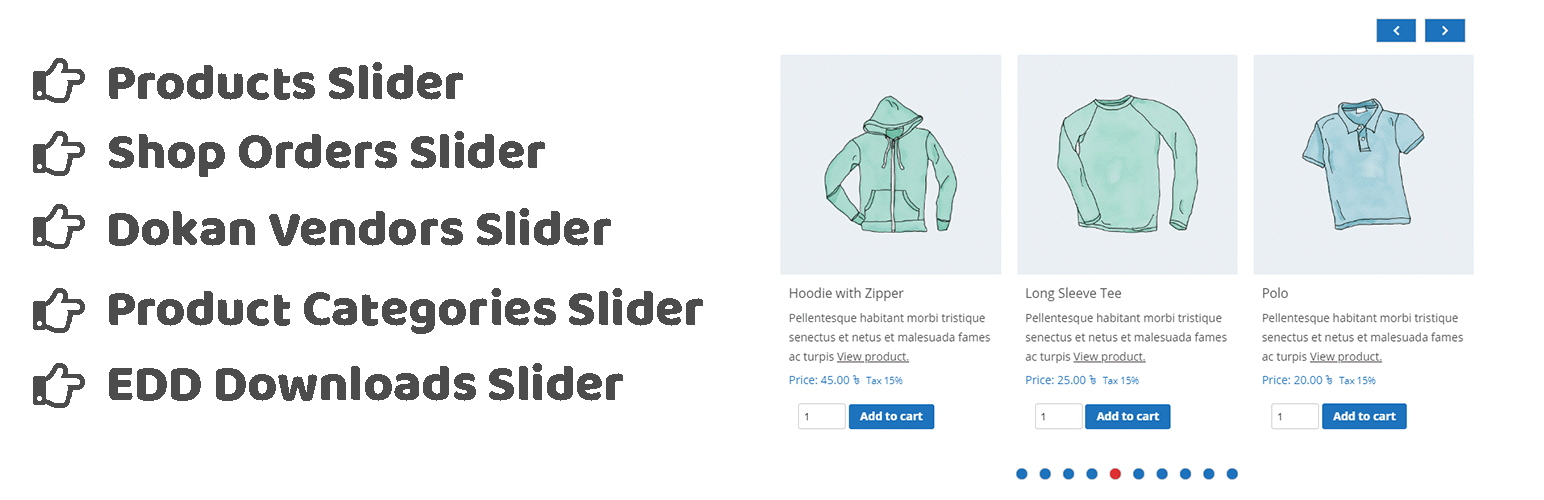 Products Slider
Shop Orders Slider
Dokan Vendors Slider
Product Categories Slider
EDD Downloads Slider
Hoodie with Zipper
Pellentesque habitant morbi tristique
senectus et netus et malesuada fames
ac turpis View product.
Price: 45.00 ৳ Tax 15%
1 Add to cart
Long Sleeve Tee
Pellentesque habitant morbi tristique
senectus et netus et malesuada fames
ac turpis View product.
Price: 25.00 ৳ Tax 15%
1 Add to cart
Polo
Pellentesque habitant morbi tristique
senectus et netus et malesuada fames
ac turpis View product.
Price: 20.00 ৳ Tax 15%
1 Add to cart